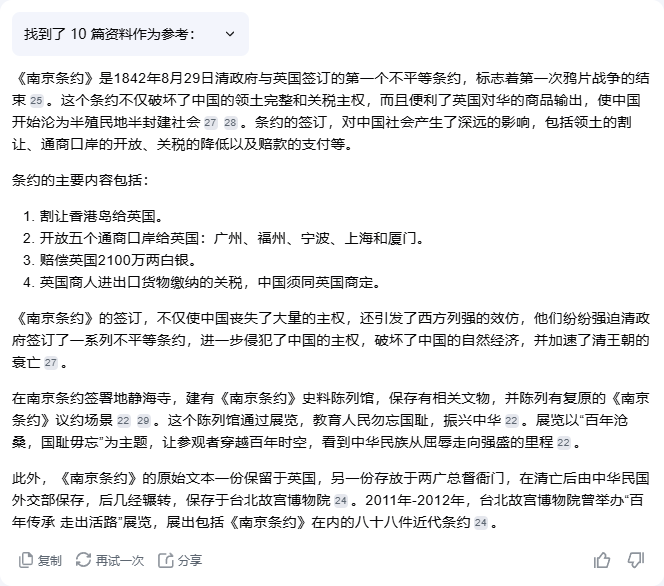 找到了 10 篇资料作为参考：
《南京条约》是1842年8月29日清政府与英国签订的第一个不平等条约，标志着第一次鸦片战争的结
束 25 。这个条约不仅破坏了中国的领土完整和关税主权，而且便利了英国对华的商品输出，使中国
开始沦为半殖民地半封建社会 27 28 。条约的签订，对中国社会产生了深远的影响，包括领土的割
让、通商口岸的开放、关税的降低以及赔款的支付等。
条约的主要内容包括：
1. 割让香港岛给英国。
2. 开放五个通商口岸给英国：广州、福州、宁波、上海和厦门。
3. 赔偿英国2100万两白银。
4. 英国商人进出口货物缴纳的关税，中国须同英国商定。
《南京条约》的签订，不仅使中国丧失了大量的主权，还引发了西方列强的效仿，他们纷纷强迫清政
府签订了一系列不平等条约，进一步侵犯了中国的主权，破坏了中国的自然经济，并加速了清王朝的
衰亡 27 。
在南京条约签署地静海寺，建有《南京条约》史料陈列馆，保存有相关文物，并陈列有复原的《南京
条约》议约场景 22 29 。这个陈列馆通过展览，教育人民勿忘国耻，振兴中华 22 。展览以“百年沧
桑，国耻毋忘”为主题，让参观者穿越百年时空，看到中华民族从屈辱走向强盛的里程 22 。
此外，《南京条约》的原始文本一份保留于英国，另一份存放于两广总督衙门，在清亡后由中华民国
外交部保存，后几经辗转，保存于台北故宫博物院 24 。2011年-2012年，台北故宫博物院曾举办“百
年传承 走出活路”展览，展出包括《南京条约》在内的八十八件近代条约 24 。
复制 再试一次 分享